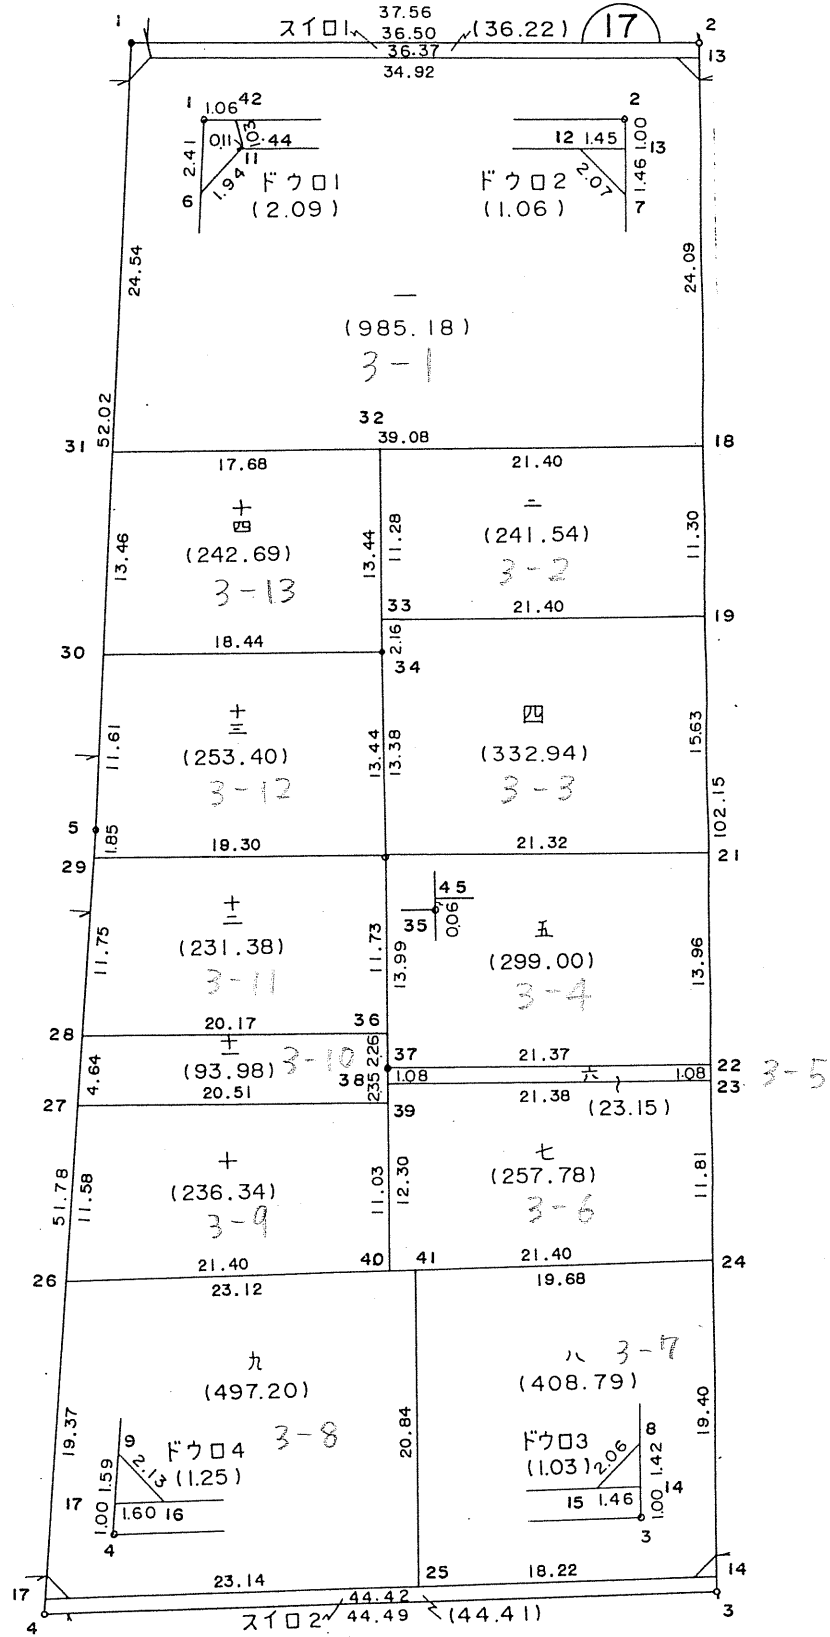 37.56
1 スイロ1 36.50 (36.22) 17 2
36.37 13
34.92
1 1.06 42
0.11 1.03 .44
11
2.41
1.94
6
ドウロ1
(2.09)
2
12 1.45 1.00
13
2.07 1.46
7
ドウロ2
(1.06)
24.54
24.09
一
(985.18)
3-1
52.02
32
31 39.08 18
17.68 21.40
十四
(242.69)
3-13
13.46
13.44
11.28
二
(241.54)
3-2
11.30
33 21.40 19
18.44 2.16
30 34
十三
(253.40)
3-12
11.61
13.44
13.38
四
(332.94)
3-3
15.63
102.15
5
1.85
19.30 21.32
29 21
45
35 0.06
十二
(231.38)
3-11
11.75
11.73
13.99
五
(299.00)
3-4
13.96
20.17 36
28
十一
(93.98) 3-10
4.64
2.26
37 21.37 22
38 1.08 六 1.08 23 3-5
2.35
20.51 21.38 (23.15)
27 39
十
(236.34)
3-9
51.78
11.58
11.03
12.30
七
(257.78)
3-6
11.81
21.40 40 41 21.40 24
26 23.12 19.68
九
(497.20)
3-8
19.37
20.84
八 3-7
(408.79)
19.40
9
ドウロ4
(1.25)
2.13
1.59
17
1.00 1.60 16
4
ドウロ3
(1.03)
2.06
8
1.42
14
15 1.46 1.00
3
23.14 25 18.22 14
17
44.42
スイロ2 44.49 (44.41) 3
4